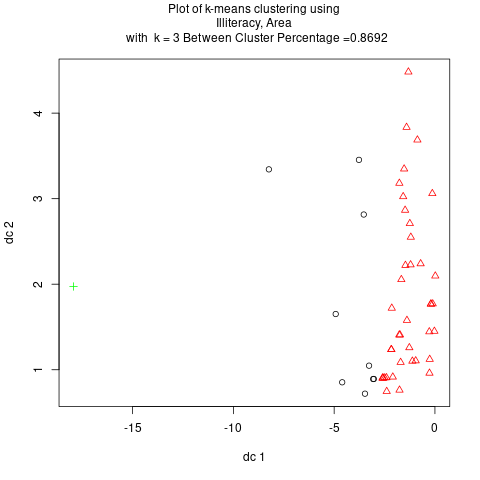 Plot of k-means clustering using
Illiteracy, Area
with  k = 3 Between Cluster Percentage =0.8692
4
3
2
1
dc 2
-15
-10
-5
0
dc 1